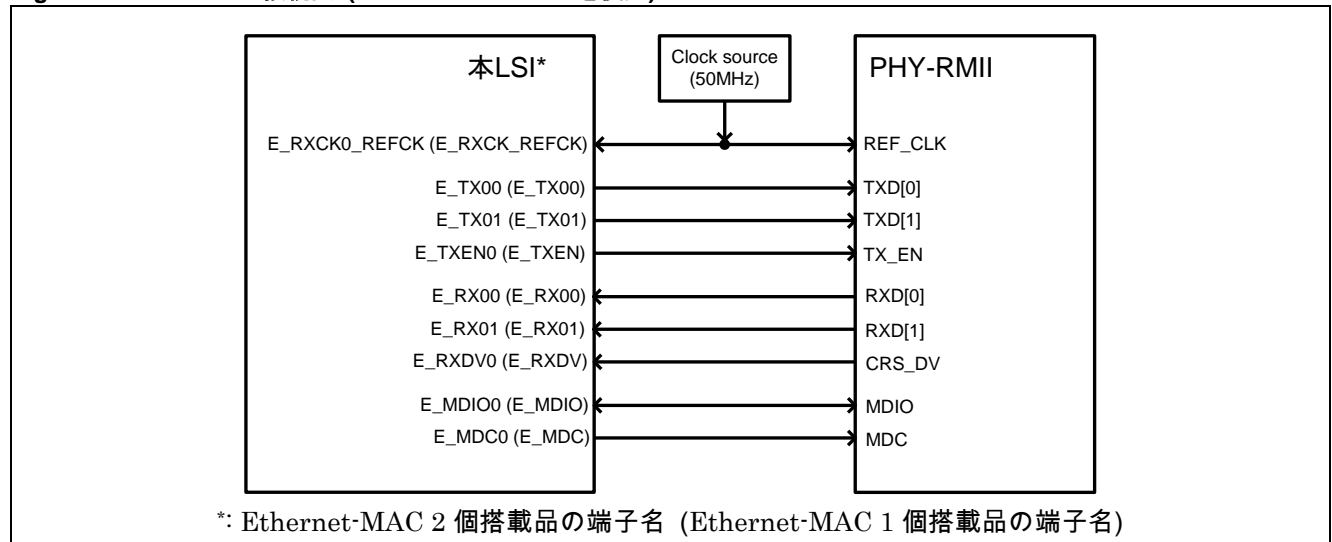 本LSI*
Clock source
(50MHz)
PHY-RMII
E_RXCK0_REFCK (E_RXCK_REFCK)
REF_CLK
E_TX00 (E_TX00)
TXD[0]
E_TX01 (E_TX01)
TXD[1]
E_TXEN0 (E_TXEN)
TX_EN
E_RX00 (E_RX00)
RXD[0]
E_RX01 (E_RX01)
RXD[1]
E_RXDV0 (E_RXDV)
CRS_DV
E_MDIO0 (E_MDIO)
MDIO
E_MDC0 (E_MDC)
MDC
*: Ethernet-MAC 2 個搭載品の端子名 (Ethernet-MAC 1 個搭載品の端子名)